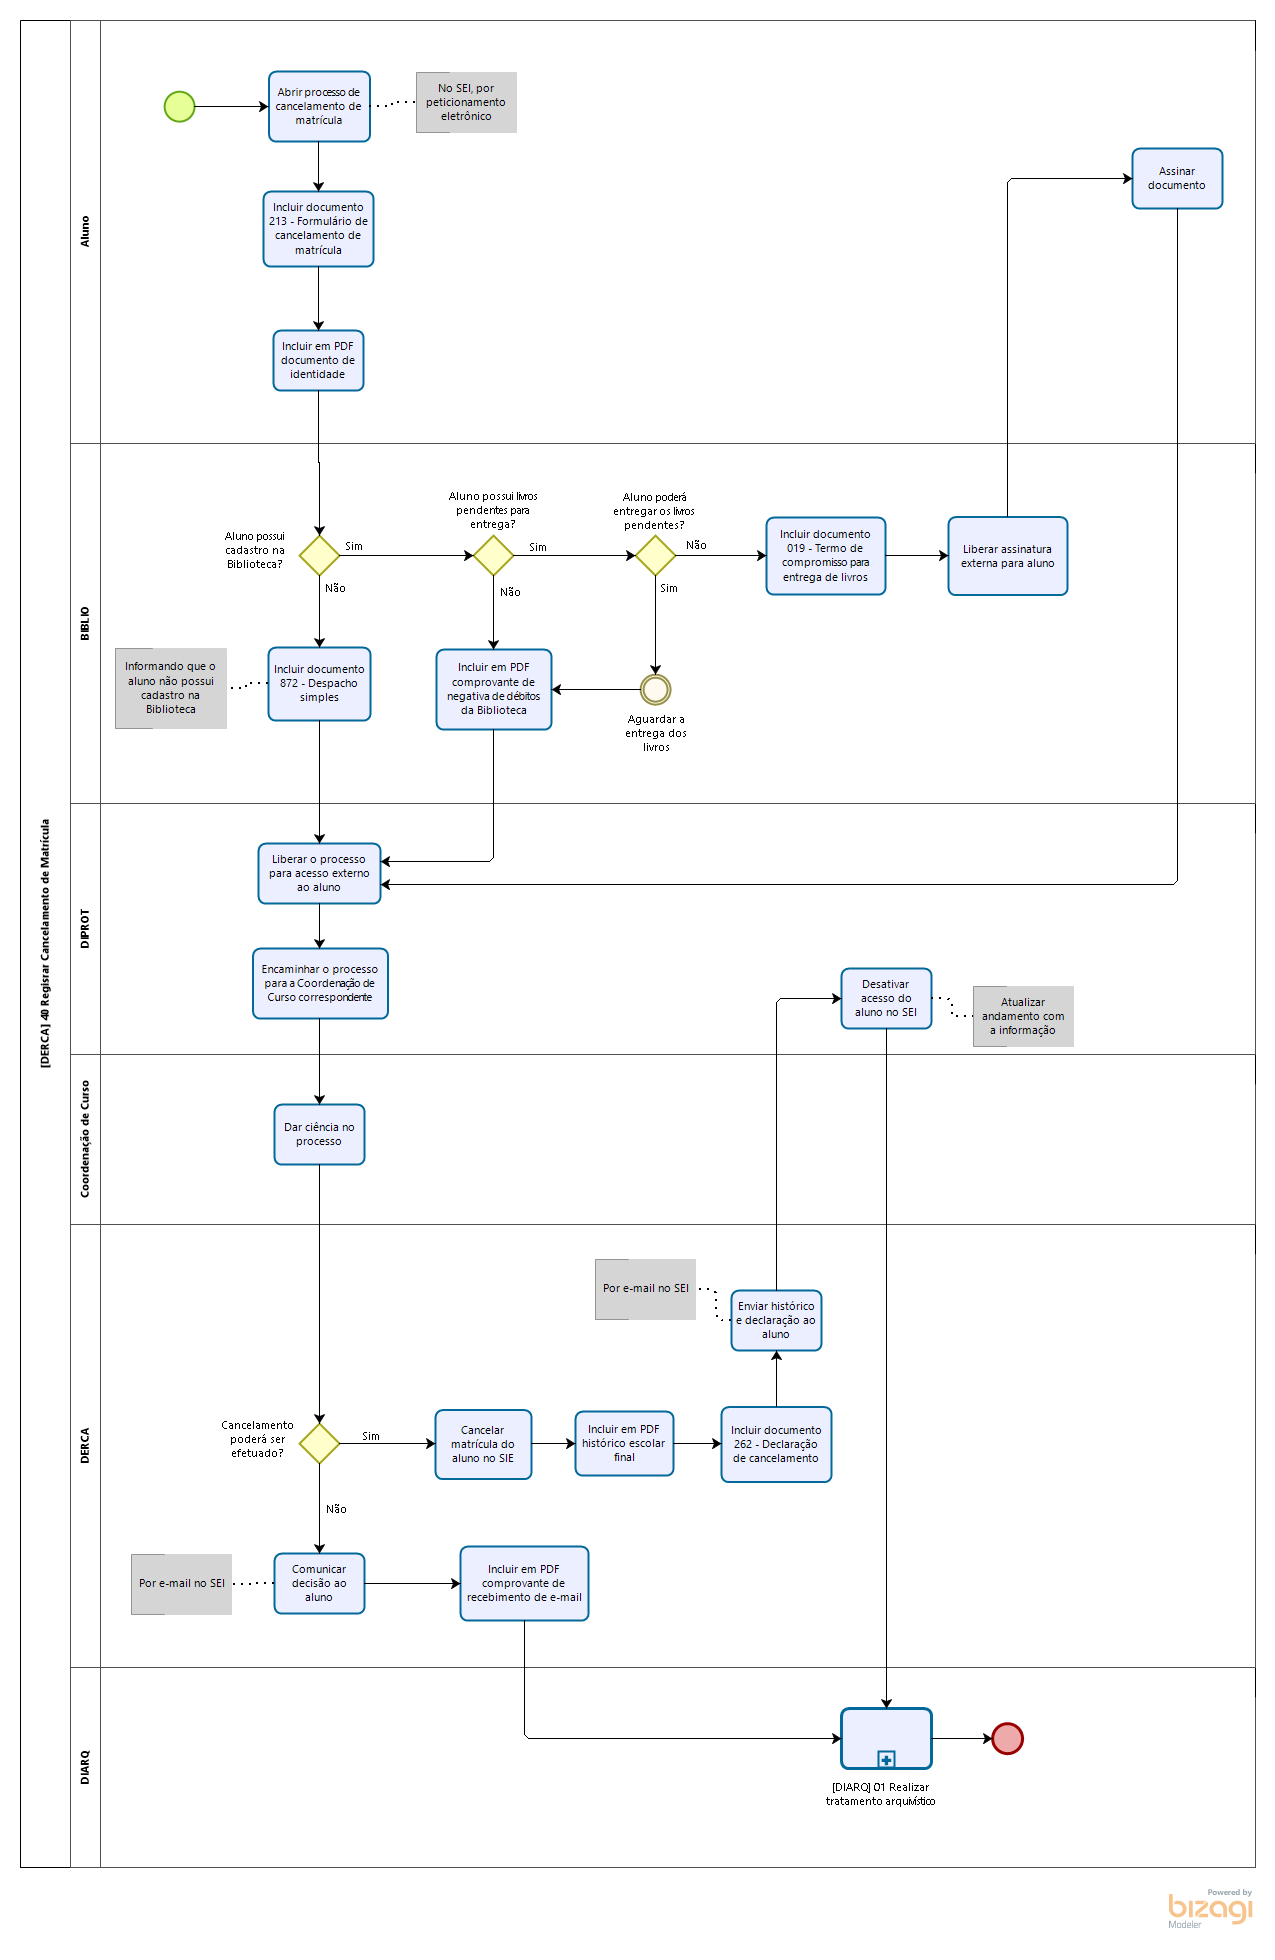 [DERCA] 40 Regisrar Cancelamento de Matrícula
Aluno
Abrir processo de
cancelamento de
matrícula
No SEI, por
peticionamento
eletrônico
Incluir documento
213 - Formulário de
cancelamento de
matrícula
Incluir em PDF
documento de
identidade
Assinar
documento
BIBLIO
Aluno possui
cadastro na
Biblioteca?
Sim
Não
Aluno possui livros
pendentes para
entrega?
Sim
Não
Aluno poderá
entregar os livros
pendentes?
Não
Sim
Incluir documento
019 - Termo de
compromisso para
entrega de livros
Liberar assinatura
externa para aluno
Informando que o
aluno não possui
cadastro na
Biblioteca
Incluir documento
872 - Despacho
simples
Incluir em PDF
comprovante de
negativa de débitos
da Biblioteca
Aguardar a
entrega dos
livros
DIPROT
Liberar o processo
para acesso externo
ao aluno
Encaminhar o processo
para a Coordenação de
Curso correspondente
Desativar
acesso do
aluno no SEI
Atualizar
andamento com
a informação
Coordenação de Curso
Dar ciência no
processo
DERCA
Por e-mail no SEI
Enviar histórico
e declaração ao
aluno
Cancelamento
poderá ser
efetuado?
Sim
Não
Cancelar
matrícula do
aluno no SIE
Incluir em PDF
histórico escolar
final
Incluir documento
262 - Declaração
de cancelamento
Por e-mail no SEI
Comunicar
decisão ao
aluno
Incluir em PDF
comprovante de
recebimento de e-mail
DIARQ
[DIARQ] 01 Realizar
tratamento arquivístico
Powered by
bizagi
Modeler